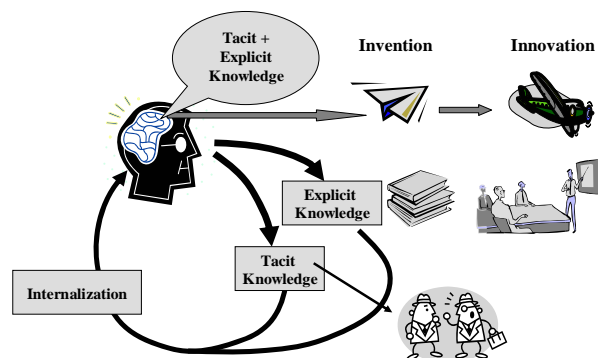 Tacit +
Explicit
Knowledge
Invention
Innovation
Explicit
Knowledge
Tacit
Knowledge
Internalization